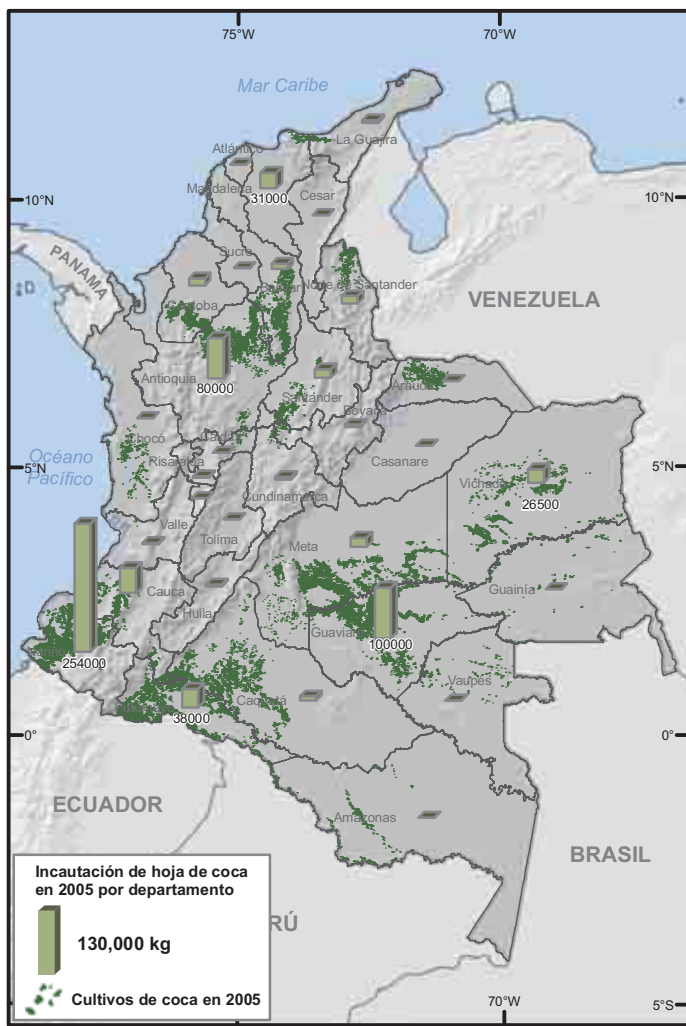 75°W
70°W
Mar Caribe
La Guajira
Atlántico
Magdalena
31000
Cesar
10°N
10°N
PANAMA
Sucre
Bolívar
Norte de Santander
VENEZUELA
Córdoba
Antioquia
80000
Santander
Arauca
Boyacá
Chocó
Caldas
Casanare
Océano
Pacífico
5°N
5°N
Risaralda
Cundinamarca
Vichada
26500
Valle
Tolima
Meta
Guainía
Cauca
Huila
Guaviare
100000
254000
Vaupés
Caquetá
38000
0°
0°
ECUADOR
Amazonas
BRASIL
RÚ
Incautación de hoja de coca
en 2005 por departamento
130,000 kg
Cultivos de coca en 2005
5°S
70°W